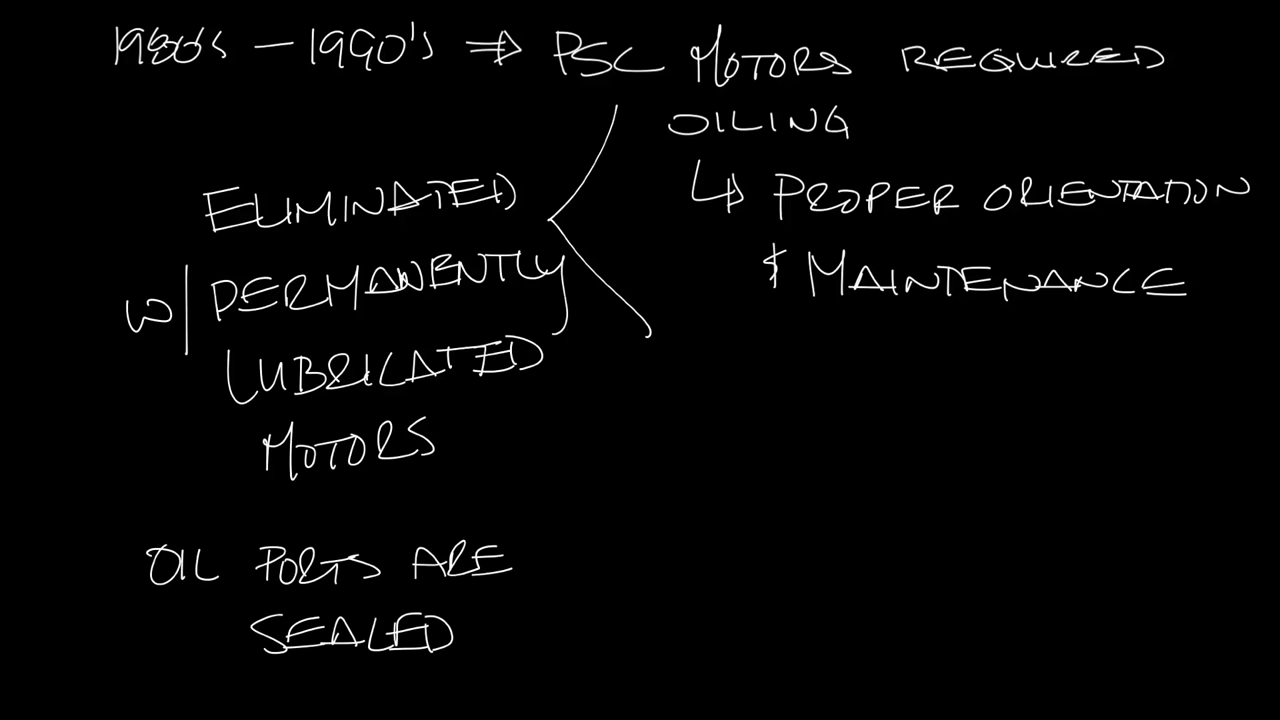 1980's - 1990's ⇒ PSC MOTORS REQUIRED
OILING
↳ PROPER ORIENTATION
& MAINTENANCE
ELIMINATED
W/ PERMANENTLY
LUBRICATED
MOTORS
OIL PORTS ARE
SEALED